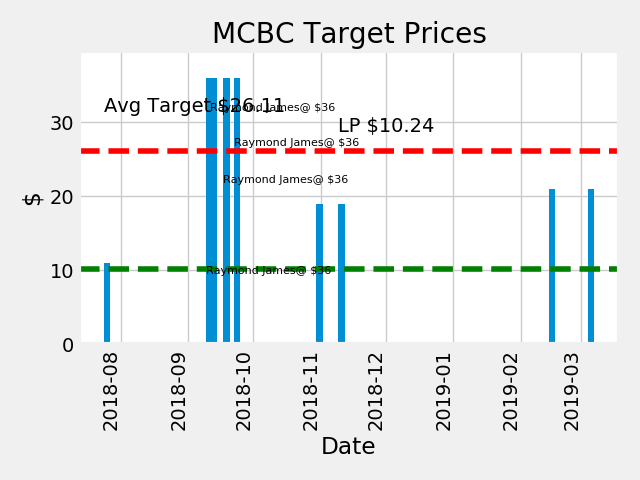 MCBC Target Prices
Avg Target $26.11
Raymond James@ $36
LP $10.24
Raymond James@ $36
Raymond James@ $36
Raymond James@ $36
$
30
20
10
0
2018-08
2018-09
2018-10
2018-11
2018-12
2019-01
2019-02
2019-03
Date